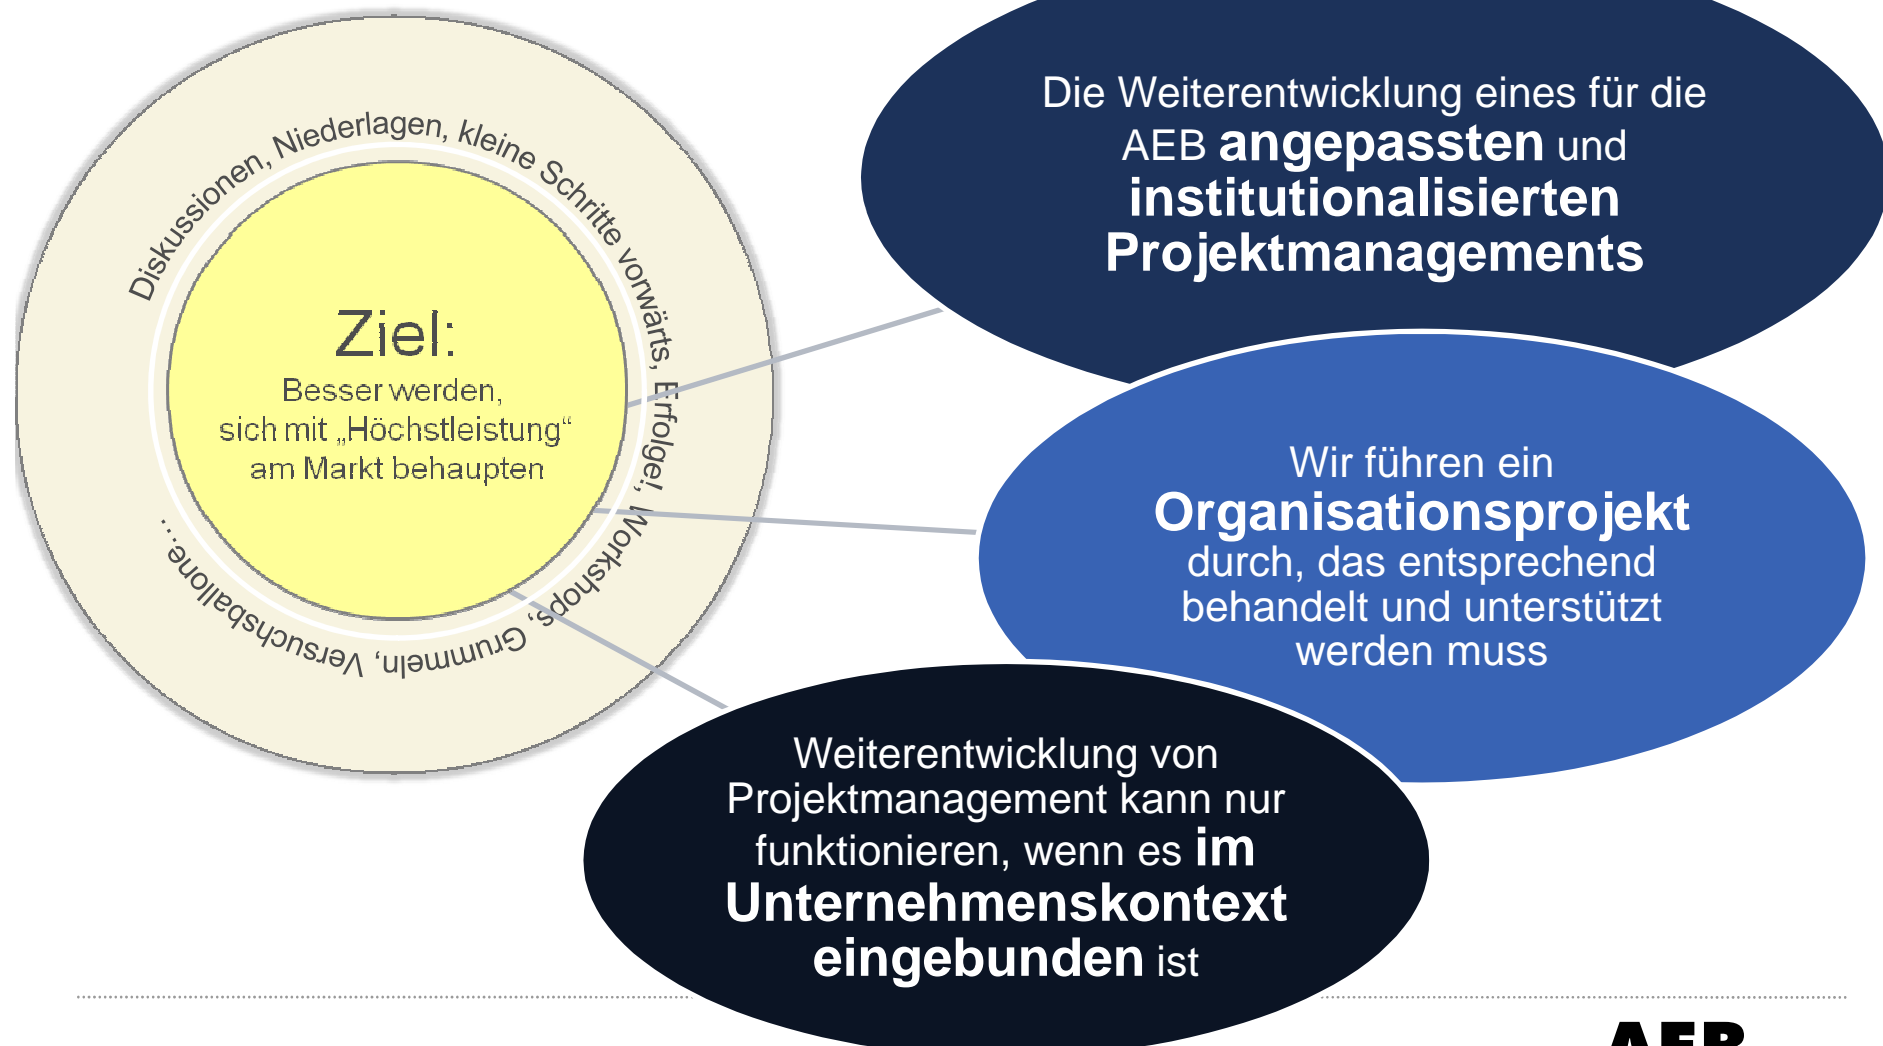 Diskussionen, Niederlagen, kleine Schritte vorwärts, Erfolge!, Workshops, Grummeln, Versuchsballone...
Ziel:
Besser werden,
sich mit „Höchstleistung“
am Markt behaupten
Die Weiterentwicklung eines für die
AEB angepassten und
institutionalisierten
Projektmanagements
Wir führen ein
Organisationsprojekt
durch, das entsprechend
behandelt und unterstützt
werden muss
Weiterentwicklung von
Projektmanagement kann nur
funktionieren, wenn es im
Unternehmenskontext
eingebunden ist
AEB